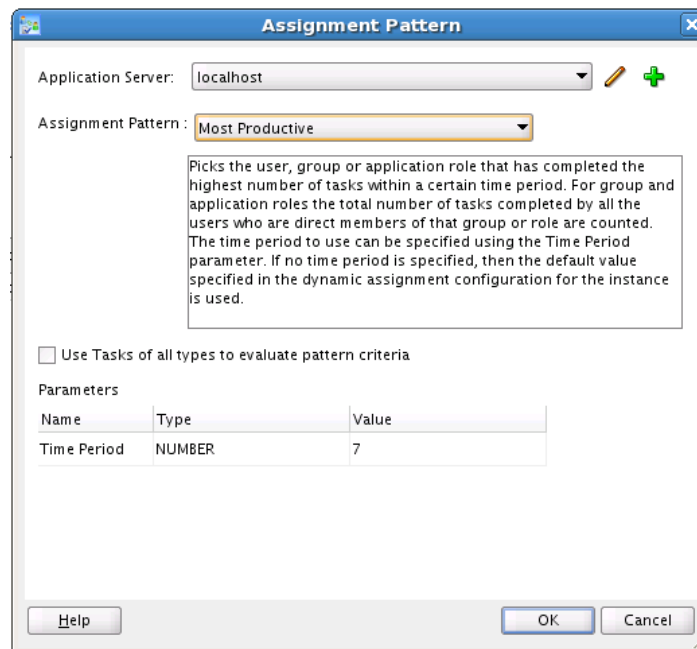 Assignment Pattern
Application Server: localhost
Assignment Pattern : Most Productive
Picks the user, group or application role that has completed the
highest number of tasks within a certain time period. For group and
application roles the total number of tasks completed by all the
users who are direct members of that group or role are counted.
The time period to use can be specified using the Time Period
parameter. If no time period is specified, then the default value
specified in the dynamic assignment configuration for the instance
is used.
Use Tasks of all types to evaluate pattern criteria
Parameters
Name Type Value
Time Period NUMBER 7
Help OK Cancel